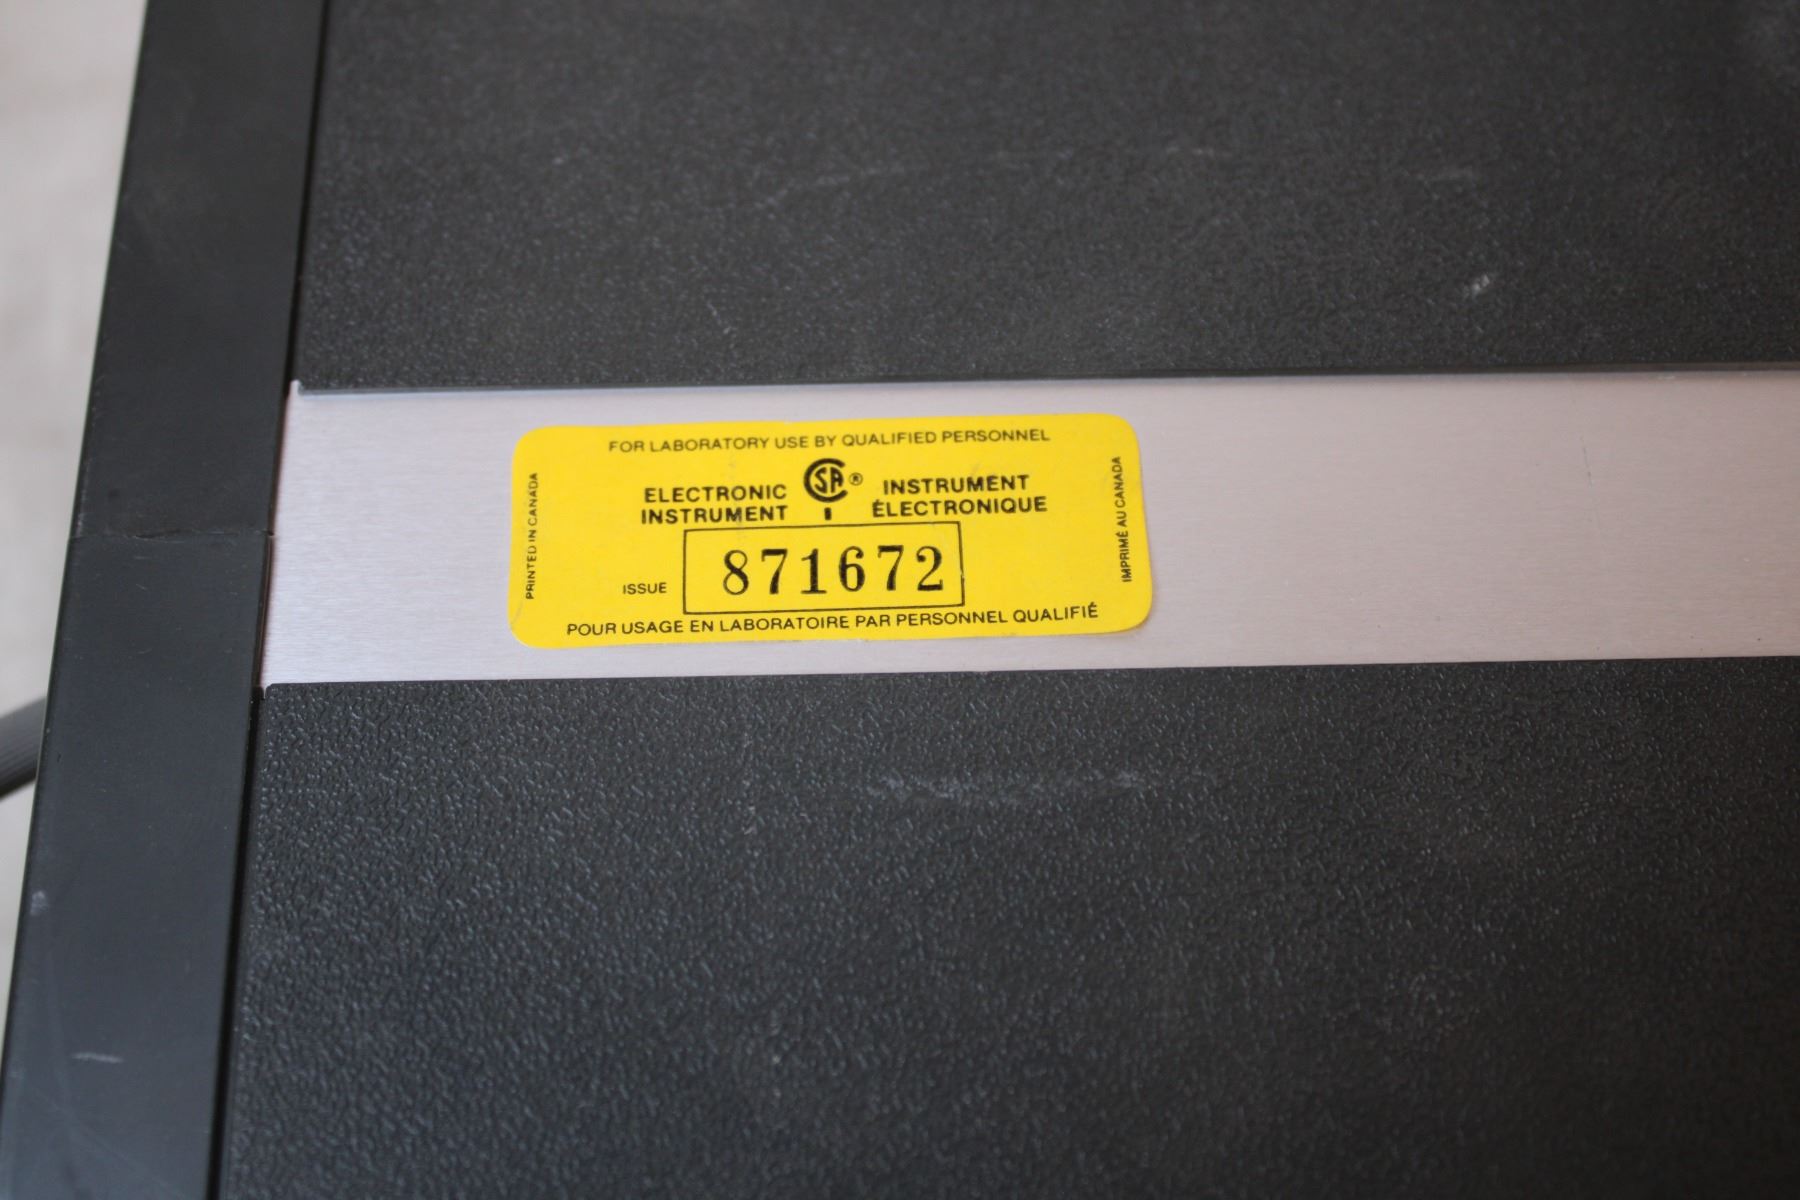 FOR LABORATORY USE BY QUALIFIED PERSONNEL
PRINTED IN CANADA
ELECTRONIC
INSTRUMENT
CSA ®
INSTRUMENT
ÉLECTRONIQUE
ISSUE 871672
POUR USAGE EN LABORATOIRE PAR PERSONNEL QUALIFIÉ
IMPRIMÉ AU CANADA